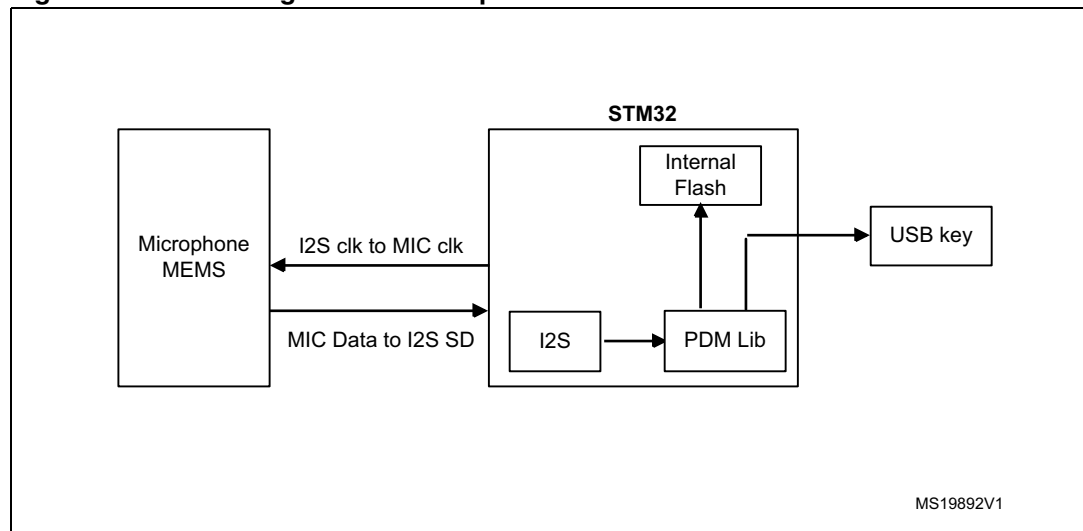 STM32
Internal
Flash
Microphone
MEMS
I2S clk to MIC clk
USB key
MIC Data to I2S SD
I2S
PDM Lib
MS19892V1